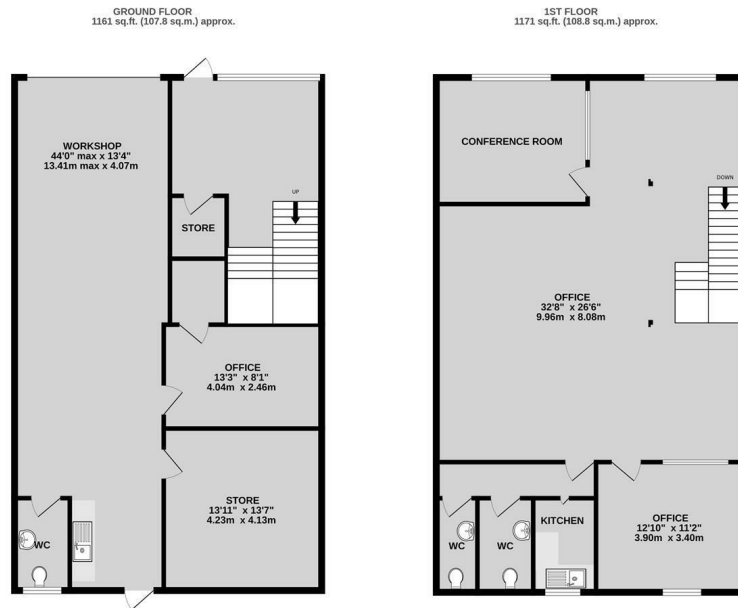 GROUND FLOOR
1161 sq.ft. (107.8 sq.m.) approx.
WORKSHOP
44'0" max x 13'4"
13.41m max x 4.07m
UP
STORE
OFFICE
13'3" x 8'1"
4.04m x 2.46m
STORE
13'11" x 13'7"
4.23m x 4.13m
WC
1ST FLOOR
1171 sq.ft. (108.8 sq.m.) approx.
CONFERENCE ROOM
DOWN
OFFICE
32'8" x 26'6"
9.96m x 8.08m
WC
WC
KITCHEN
OFFICE
12'10" x 11'2"
3.90m x 3.40m